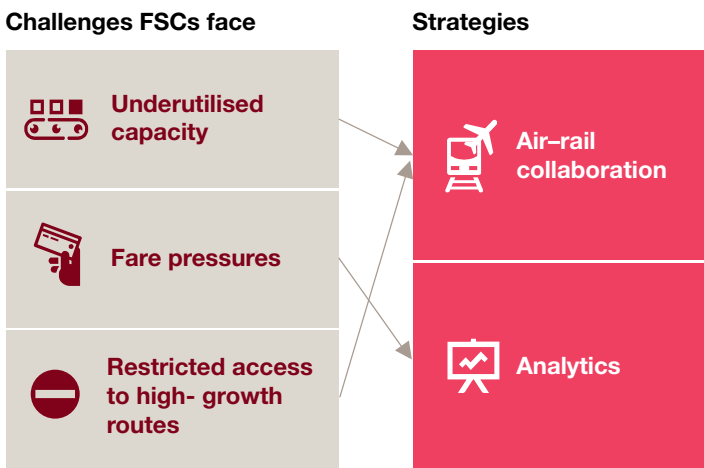 Challenges FSCs face
Strategies
Underutilised
capacity
Fare pressures
Restricted access
to high- growth
routes
Air–rail
collaboration
Analytics